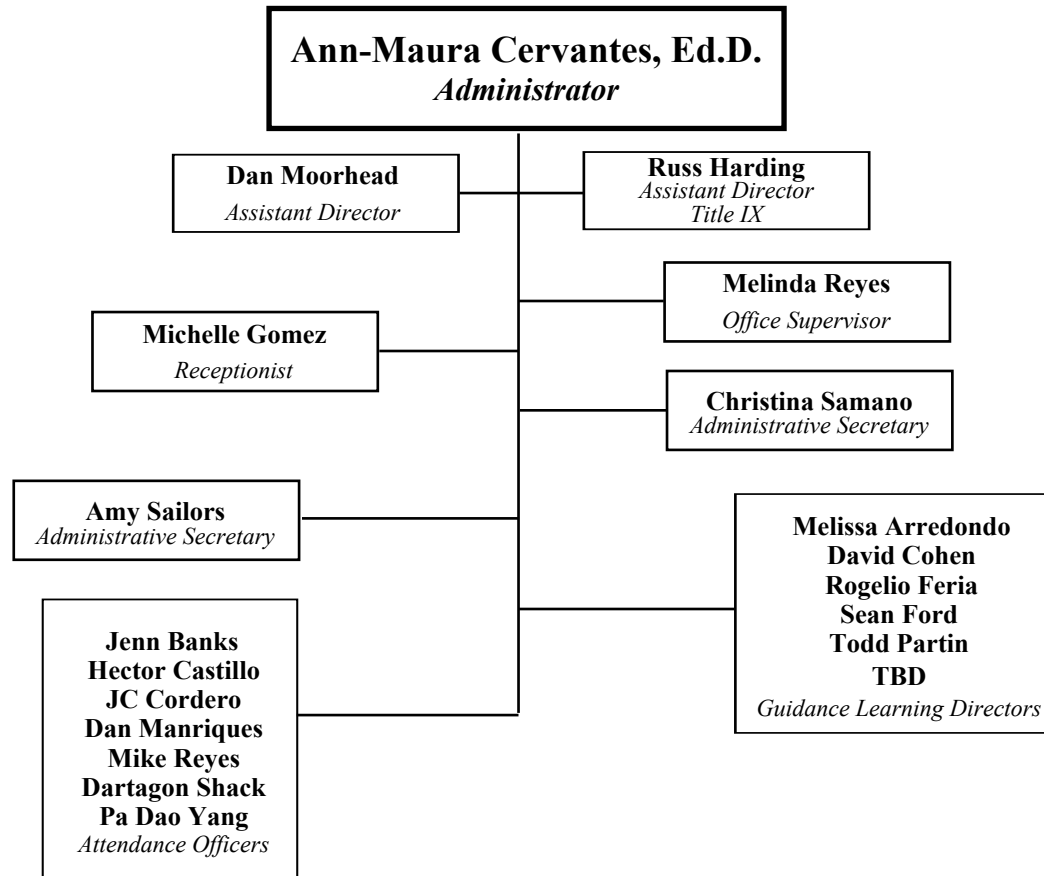 Ann-Maura Cervantes, Ed.D.
Administrator
Dan Moorhead
Assistant Director
Russ Harding
Assistant Director
Title IX
Melinda Reyes
Office Supervisor
Michelle Gomez
Receptionist
Christina Samano
Administrative Secretary
Amy Sailors
Administrative Secretary
Melissa Arredondo
David Cohen
Rogelio Feria
Sean Ford
Todd Partin
TBD
Guidance Learning Directors
Jenn Banks
Hector Castillo
JC Cordero
Dan Manriques
Mike Reyes
Dartagon Shack
Pa Dao Yang
Attendance Officers